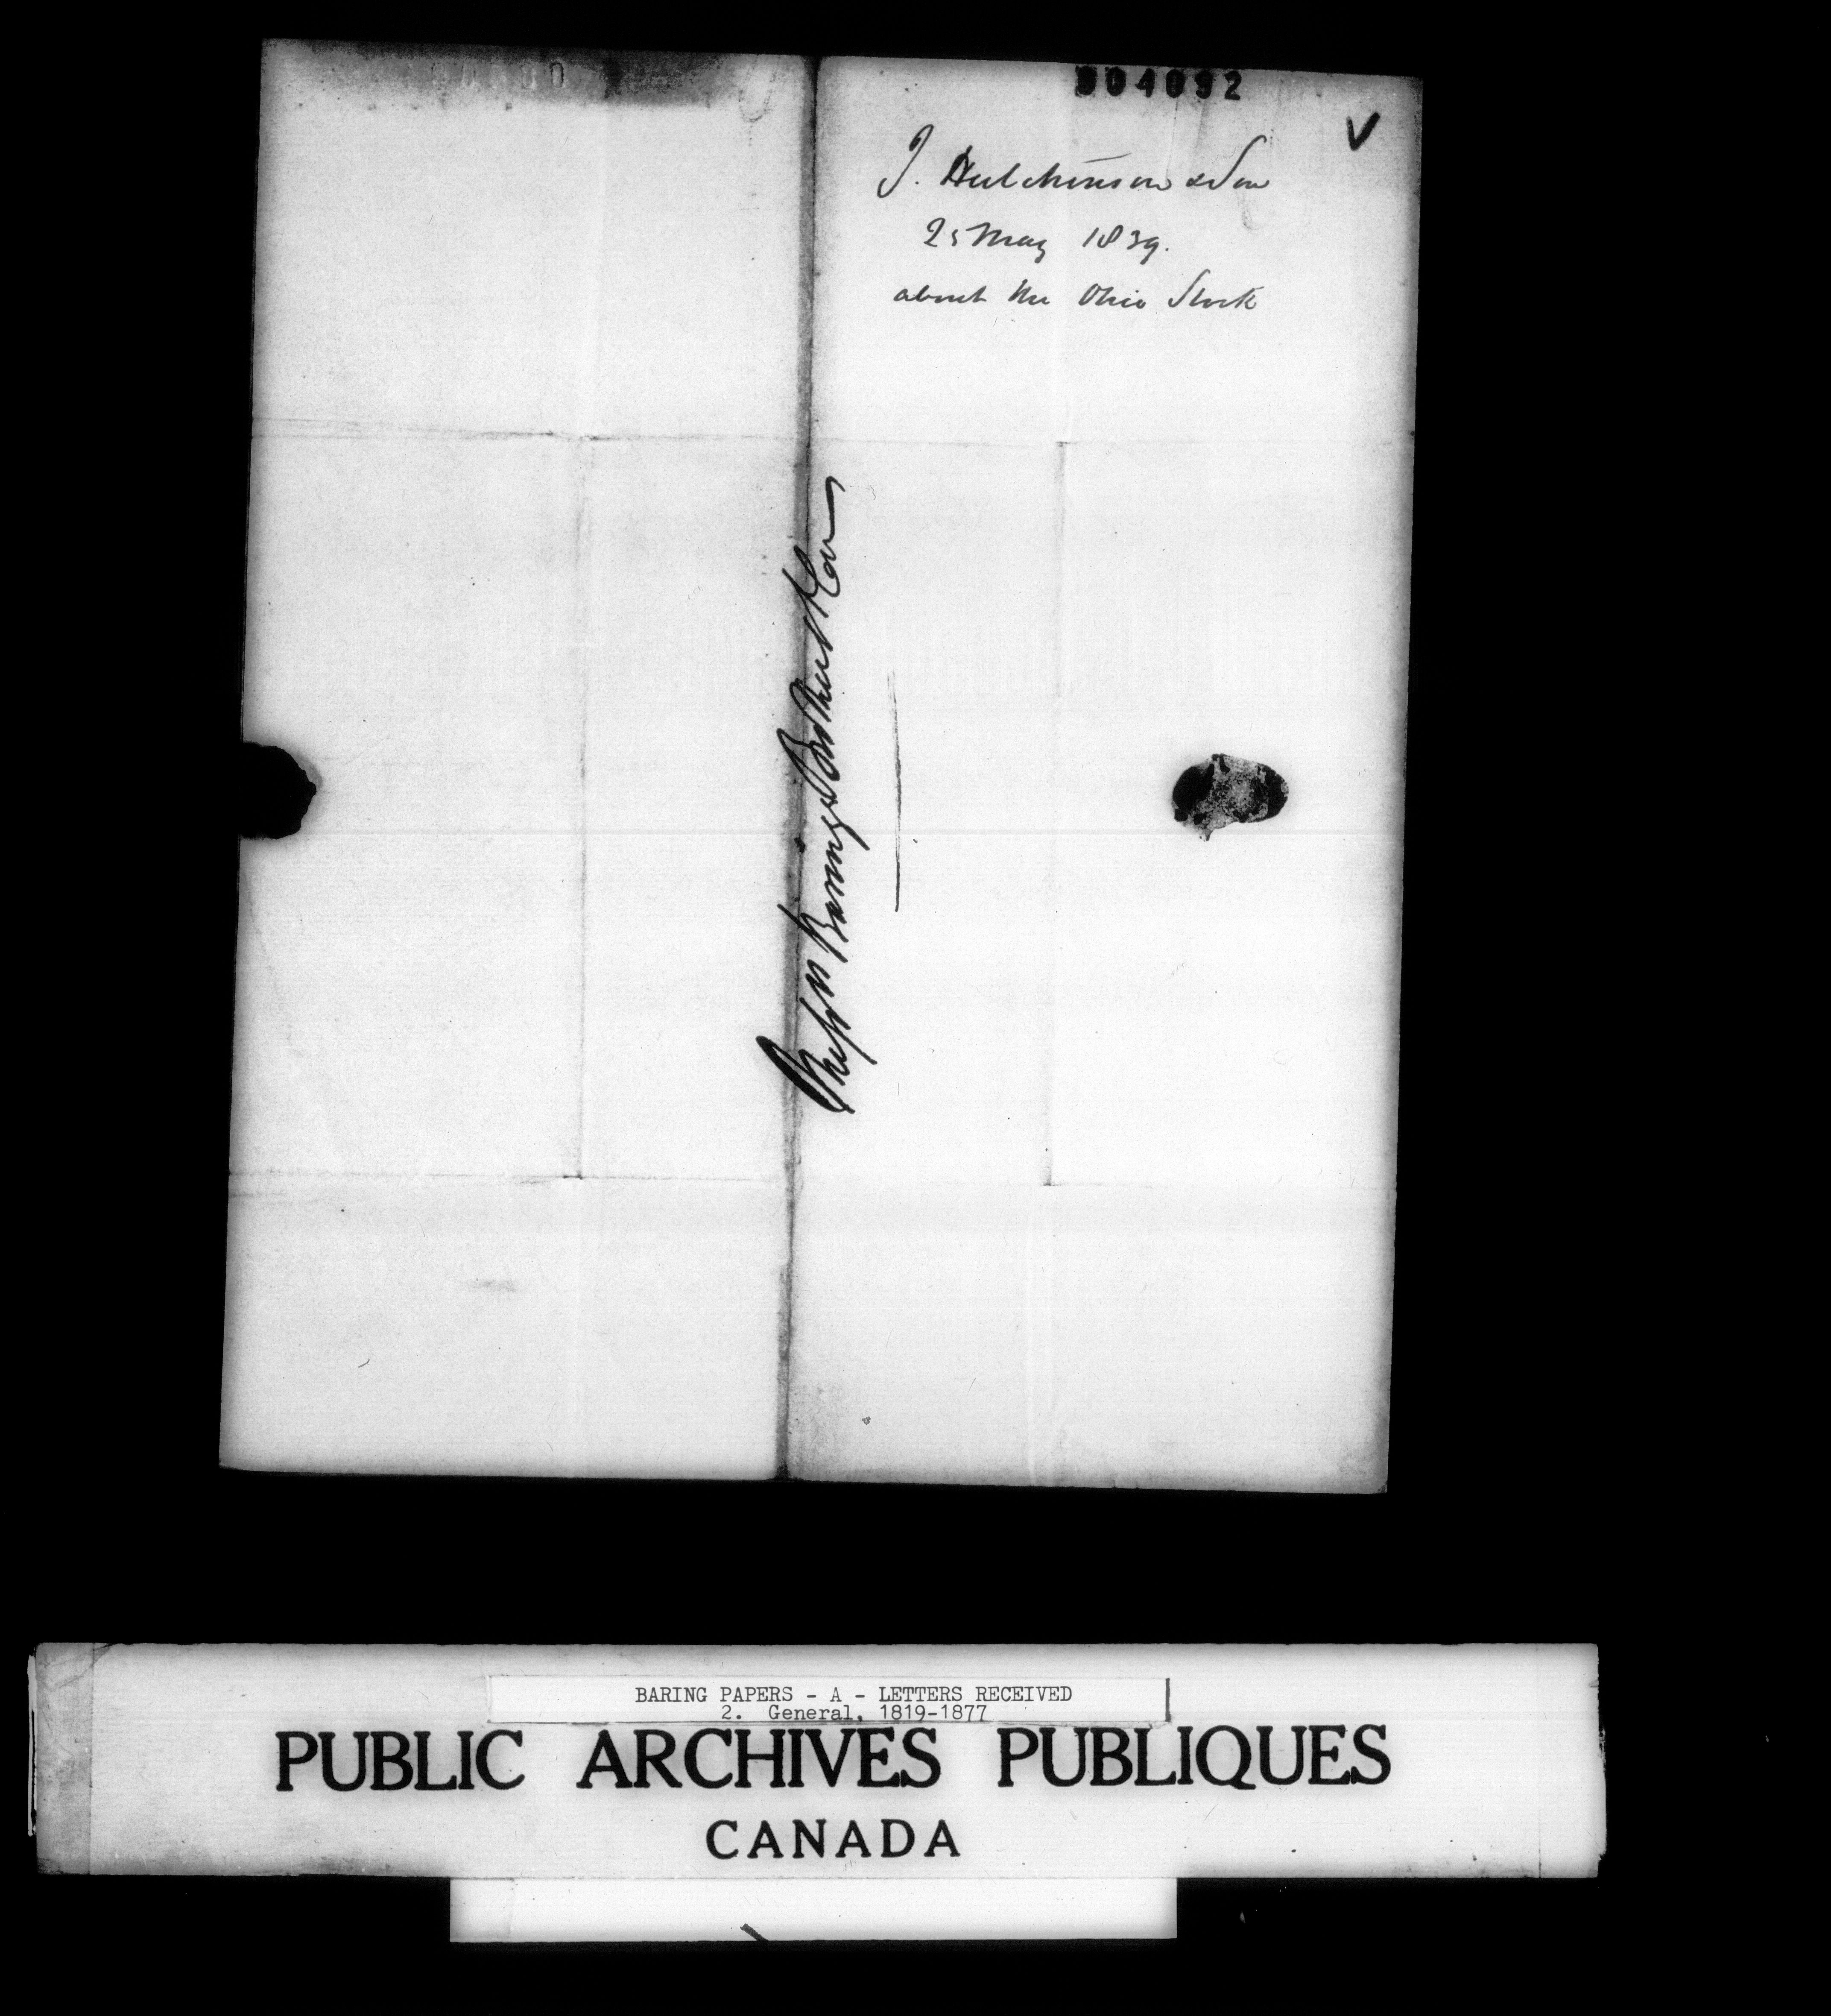 004092
V
J. Hutchinson & Son
25 May 1839.
about the Ohio Stock
Messrs Baring Brothers & Co
BARING PAPERS - A - LETTERS RECEIVED
2. General, 1819-1877
PUBLIC ARCHIVES PUBLIQUES
CANADA